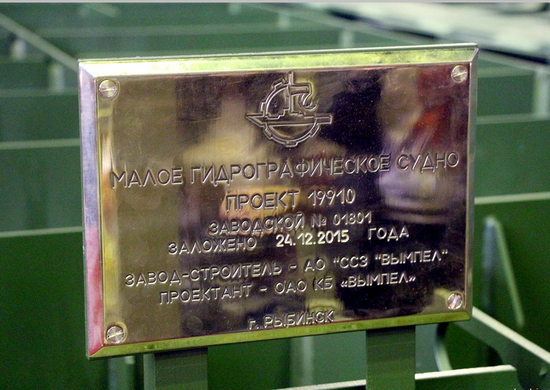 МАЛОЕ ГИДРОГРАФИЧЕСКОЕ СУДНО
ПРОЕКТ 19910
ЗАВОДСКОЙ № 01801
ЗАЛОЖЕНО 24.12.2015 ГОДА
ЗАВОД-СТРОИТЕЛЬ - АО "ССЗ "ВЫМПЕЛ"
ПРОЕКТАНТ - ОАО КБ «ВЫМПЕЛ»
г. РЫБИНСК